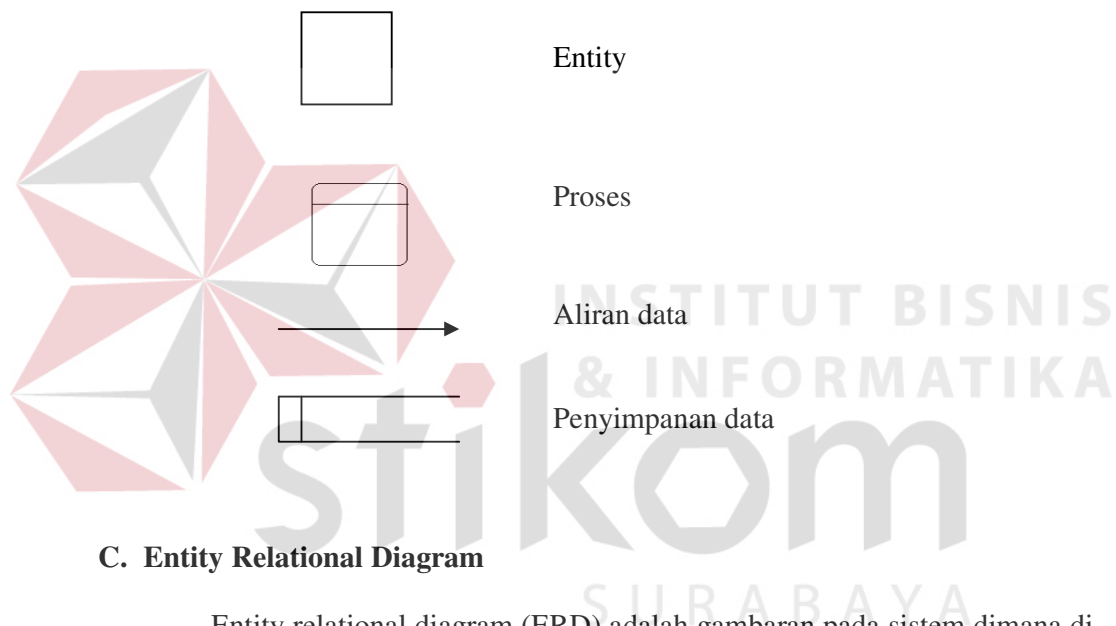 Entity
Proses
Aliran data
Penyimpanan data
INSTITUT BISNIS
& INFORMATIKA
stikom
SURABAYA
C. Entity Relational Diagram
Entity relational diagram (ERD) adalah gambaran pada sistem dimana di